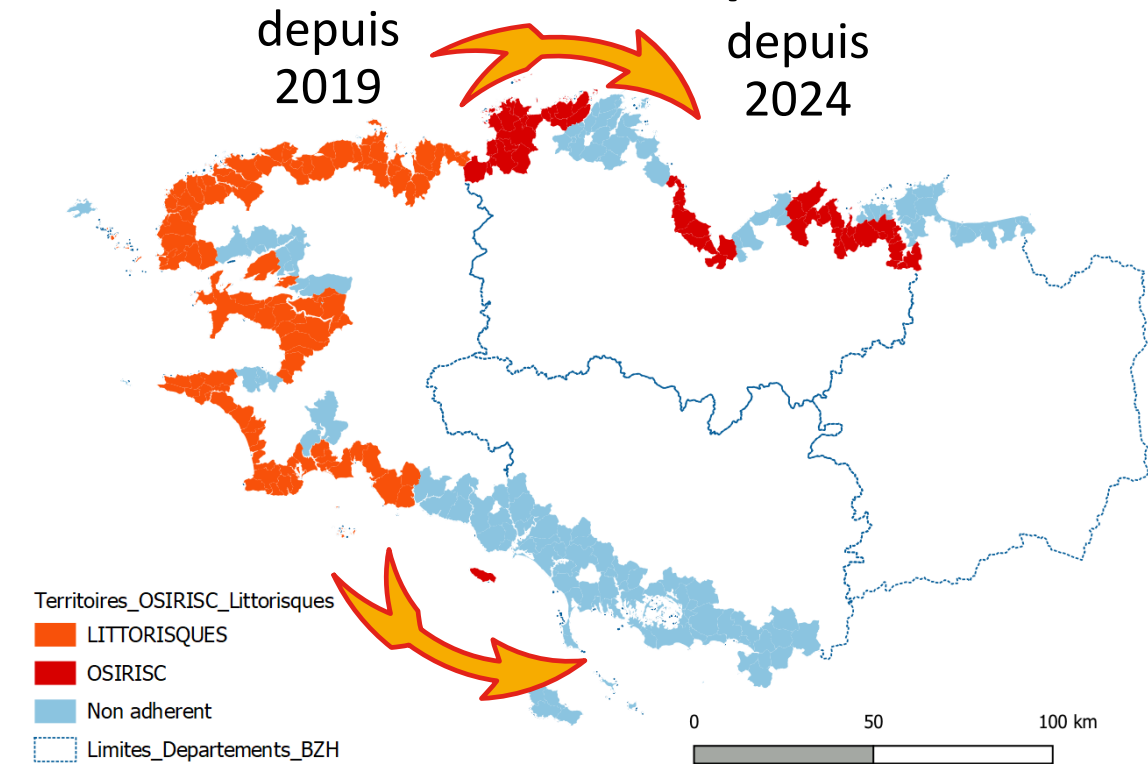 depuis
2019
depuis
2024
Territoires_OSIRISC_Littorisques
LITTORISQUES
OSIRISC
Non adherent
Limites_Departements_BZH
0 50 100 km